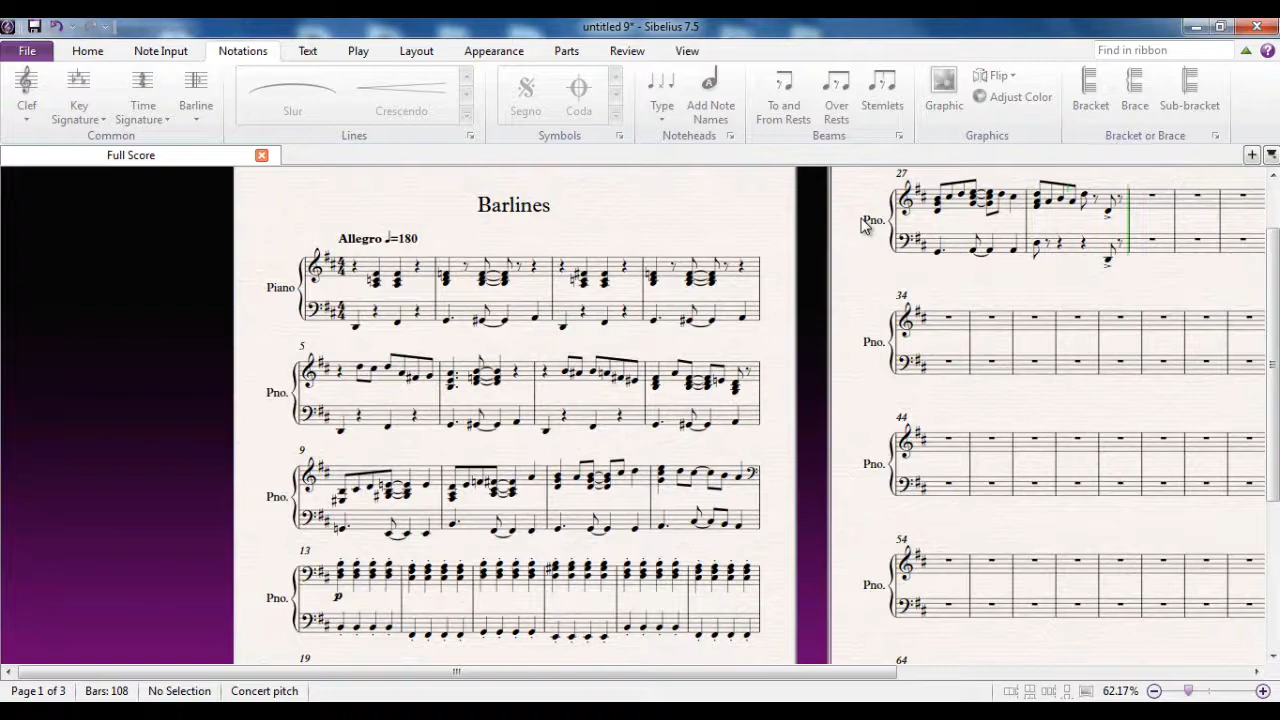 untitled 9* - Sibelius 7.5
File Home Note Input Notations Text Play Layout Appearance Parts Review View Find in ribbon
Clef Key Signature Time Signature Barline
Common
Slur Crescendo
Lines
Segno Coda
Symbols
Type Add Note Names
Noteheads
To and From Rests Over Rests Stemlets
Beams
Graphic Flip Adjust Color
Graphics
Bracket Brace Sub-bracket
Bracket or Brace
Full Score
Barlines
Allegro ♩=180
Piano
5
Pno.
9
Pno.
13
Pno.
p
19
27
Pno.
34
Pno.
44
Pno.
54
Pno.
64
Page 1 of 3 Bars: 108 No Selection Concert pitch 62.17%